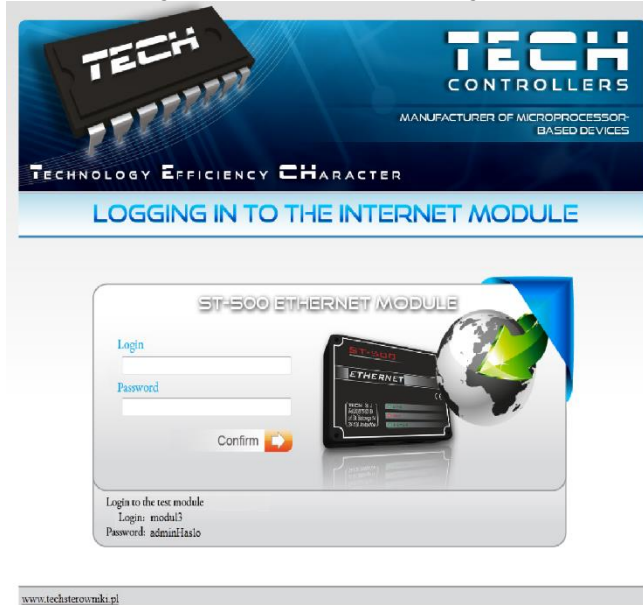 TECH
TECH
CONTROLLERS
MANUFACTURER OF MICROPROCESSOR-
BASED DEVICES
TECHNOLOGY EFFICIENCY CHARACTER
LOGGING IN TO THE INTERNET MODULE
ST-500 ETHERNET MODULE
Login
Password
Confirm
ST-500
ETHERNET
Login to the test module
Login: modul3
Password: adminHaslo
www.techsterowniki.pl